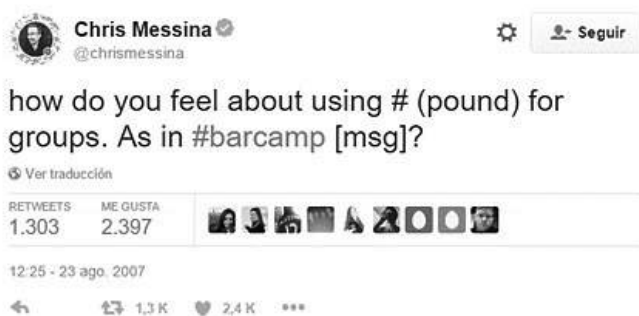 Chris Messina
@chrismessina
Seguir
how do you feel about using # (pound) for
groups. As in #barcamp [msg]?
Ver traducción
RETWEETS ME GUSTA
1.303 2.397
12:25 - 23 ago. 2007
1,3 K 2,4 K